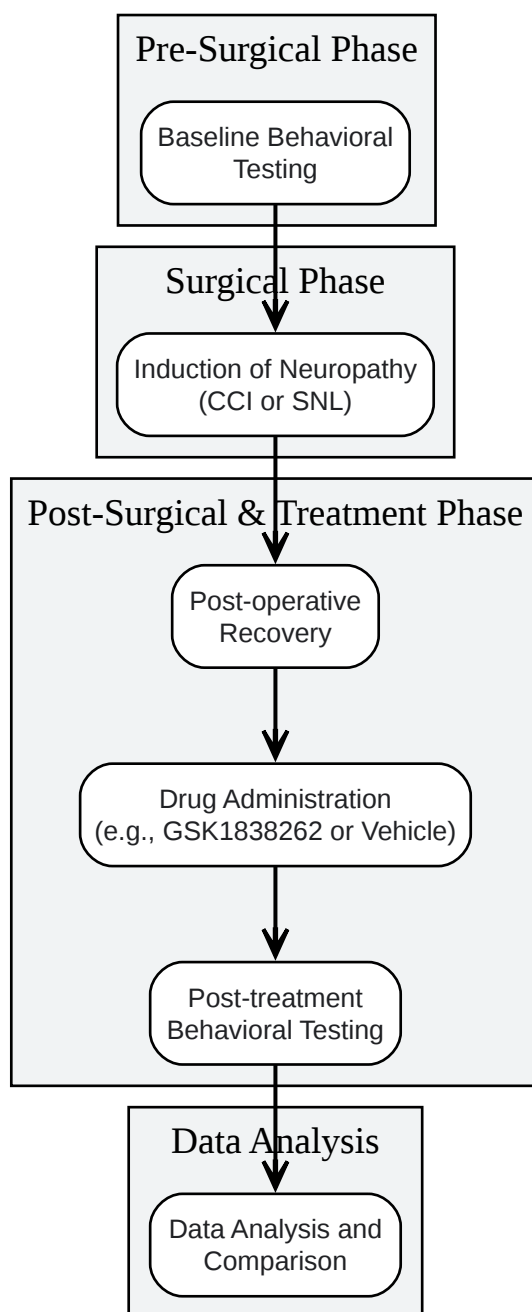 Pre-Surgical Phase
Baseline Behavioral
Testing
Surgical Phase
Induction of Neuropathy
(CCI or SNL)
Post-Surgical & Treatment Phase
Post-operative
Recovery
Drug Administration
(e.g., GSK1838262 or Vehicle)
Post-treatment
Behavioral Testing
Data Analysis
Data Analysis and
Comparison